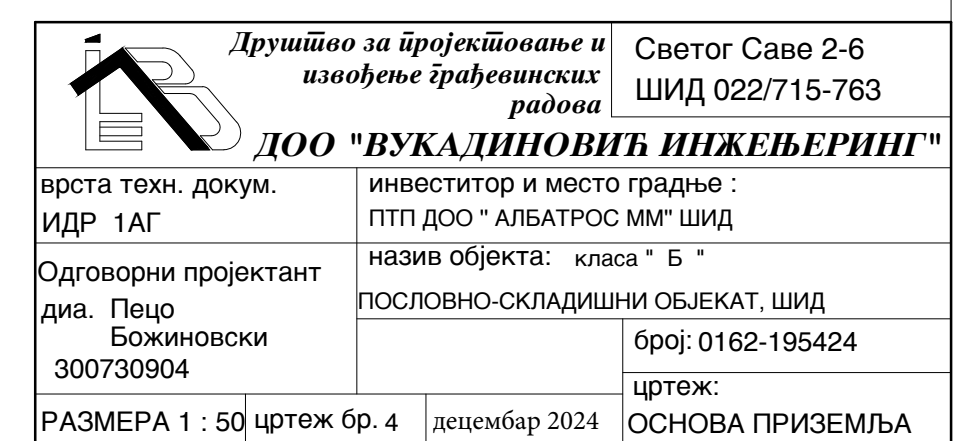 Друштво за пројектовање и
извођење грађевинских
радова
Светог Саве 2-6
ШИД 022/715-763
ДОО "ВУКАДИНОВИЋ ИНЖЕЊЕРИНГ"
врста техн. докум.
ИДР 1АГ
инвеститор и место градње :
ПТП ДОО " АЛБАТРОС ММ" ШИД
Одговорни пројектант
диа. Пецо
Божиновски
300730904
назив објекта: класа " Б "
ПОСЛОВНО-СКЛАДИШНИ ОБЈЕКАТ, ШИД
број: 0162-195424
цртеж:
ОСНОВА ПРИЗЕМЉА
РАЗМЕРА 1 : 50
цртеж бр. 4
децембар 2024